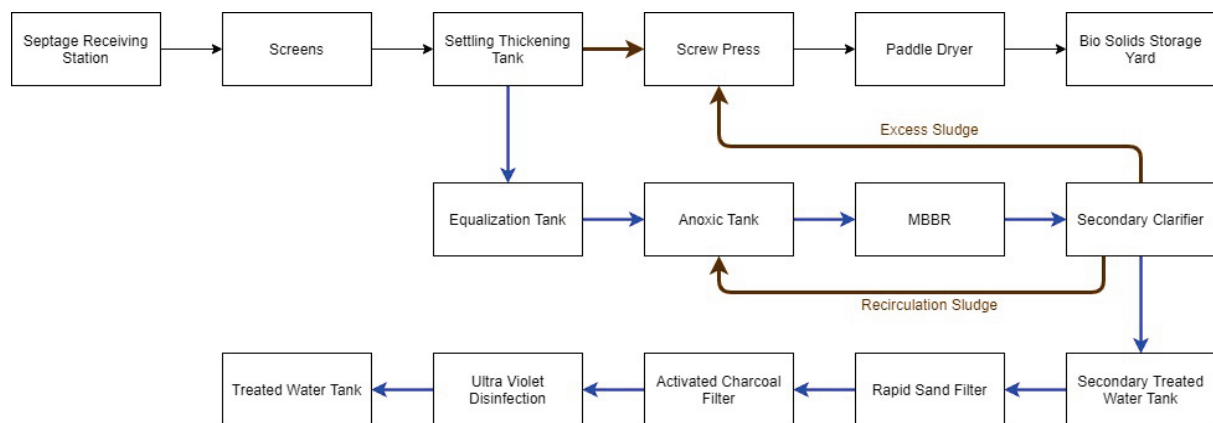 Septage Receiving
Station
Screens
Settling Thickening
Tank
Screw Press
Paddle Dryer
Bio Solids Storage
Yard
Excess Sludge
Equalization Tank
Anoxic Tank
MBBR
Secondary Clarifier
Recirculation Sludge
Treated Water Tank
Ultra Violet
Disinfection
Activated Charcoal
Filter
Rapid Sand Filter
Secondary Treated
Water Tank